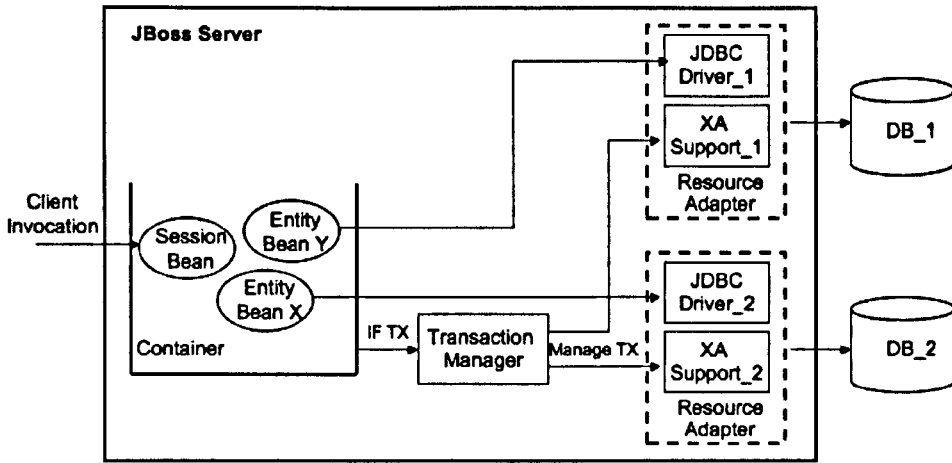 JBoss Server
JDBC
Driver_1
XA
Support_1
Resource
Adapter
DB_1
Client
Invocation
Session
Bean
Entity
Bean Y
Entity
Bean X
Container
IF TX
Transaction
Manager
Manage TX
JDBC
Driver_2
XA
Support_2
Resource
Adapter
DB_2